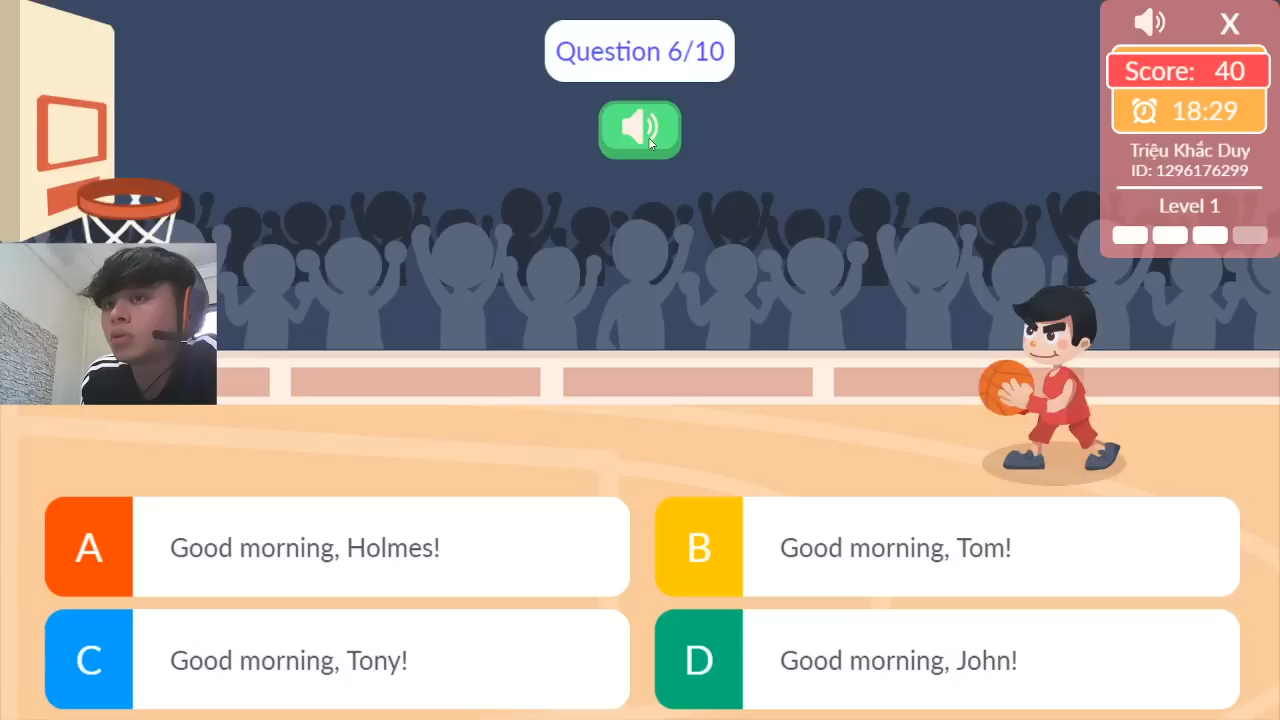 Question 6/10
X
Score: 40
18:29
Triệu Khắc Duy
ID: 1296176299
Level 1
A Good morning, Holmes!
B Good morning, Tom!
C Good morning, Tony!
D Good morning, John!